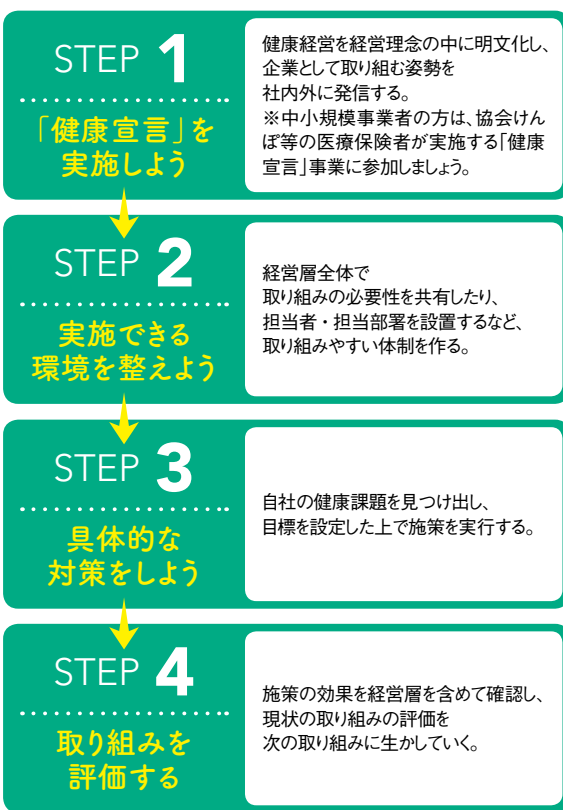 STEP 1
「健康宣言」を
実施しよう
健康経営を経営理念の中に明文化し、
企業として取り組む姿勢を
社内外に発信する。
※中小規模事業者の方は、協会けん
ぽ等の医療保険者が実施する「健康
宣言」事業に参加しましょう。
STEP 2
実施できる
環境を整えよう
経営層全体で
取り組みの必要性を共有したり、
担当者・担当部署を設置するなど、
取り組みやすい体制を作る。
STEP 3
具体的な
対策をしよう
自社の健康課題を見つけ出し、
目標を設定した上で施策を実行する。
STEP 4
取り組みを
評価する
施策の効果を経営層を含めて確認し、
現状の取り組みの評価を
次の取り組みに生かしていく。